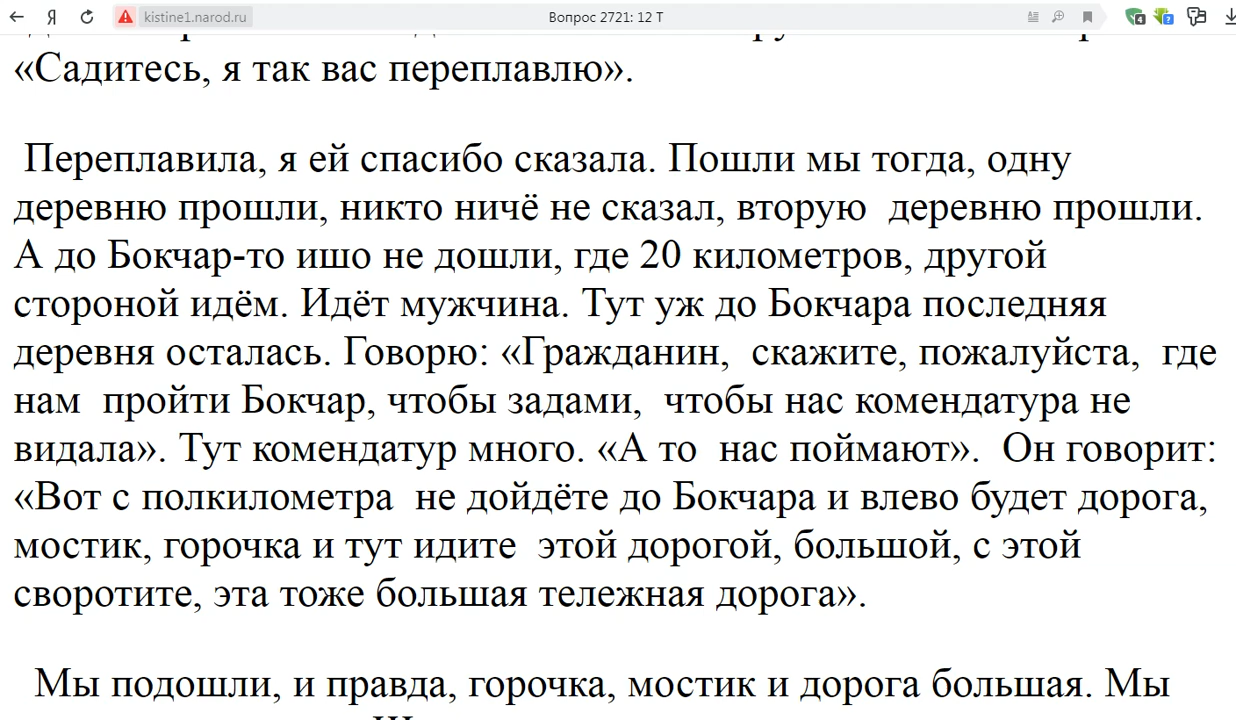 kistine1.narod.ru
Вопрос 2721: 12 Т
«Садитесь, я так вас переплавлю».
Переплавила, я ей спасибо сказала. Пошли мы тогда, одну
деревню прошли, никто ничё не сказал, вторую деревню прошли.
А до Бокчар-то ишо не дошли, где 20 километров, другой
стороной идём. Идёт мужчина. Тут уж до Бокчара последняя
деревня осталась. Говорю: «Гражданин, скажите, пожалуйста, где
нам пройти Бокчар, чтобы задами, чтобы нас комендатура не
видала». Тут комендатур много. «А то нас поймают». Он говорит:
«Вот с полкилометра не дойдёте до Бокчара и влево будет дорога,
мостик, горочка и тут идите этой дорогой, большой, с этой
своротите, эта тоже большая тележная дорога».
Мы подошли, и правда, горочка, мостик и дорога большая. Мы